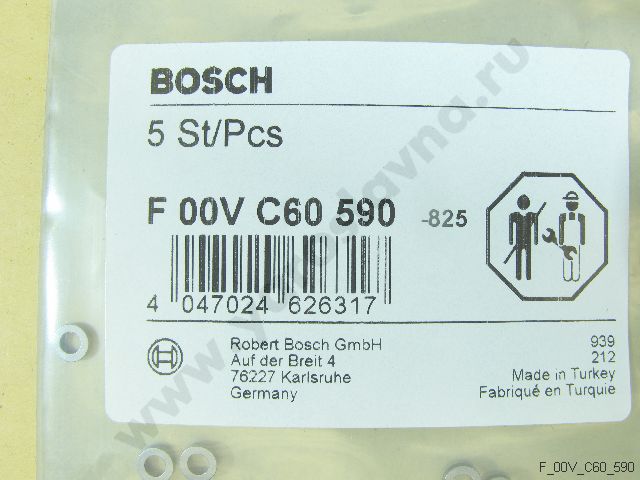 BOSCH
5 St/Pcs
F 00V C60 590 -825
4 047024 626317
Robert Bosch GmbH
Auf der Breit 4
76227 Karlsruhe
Germany
939
212
Made in Turkey
Fabriqué en Turquie
F_00V_C60_590